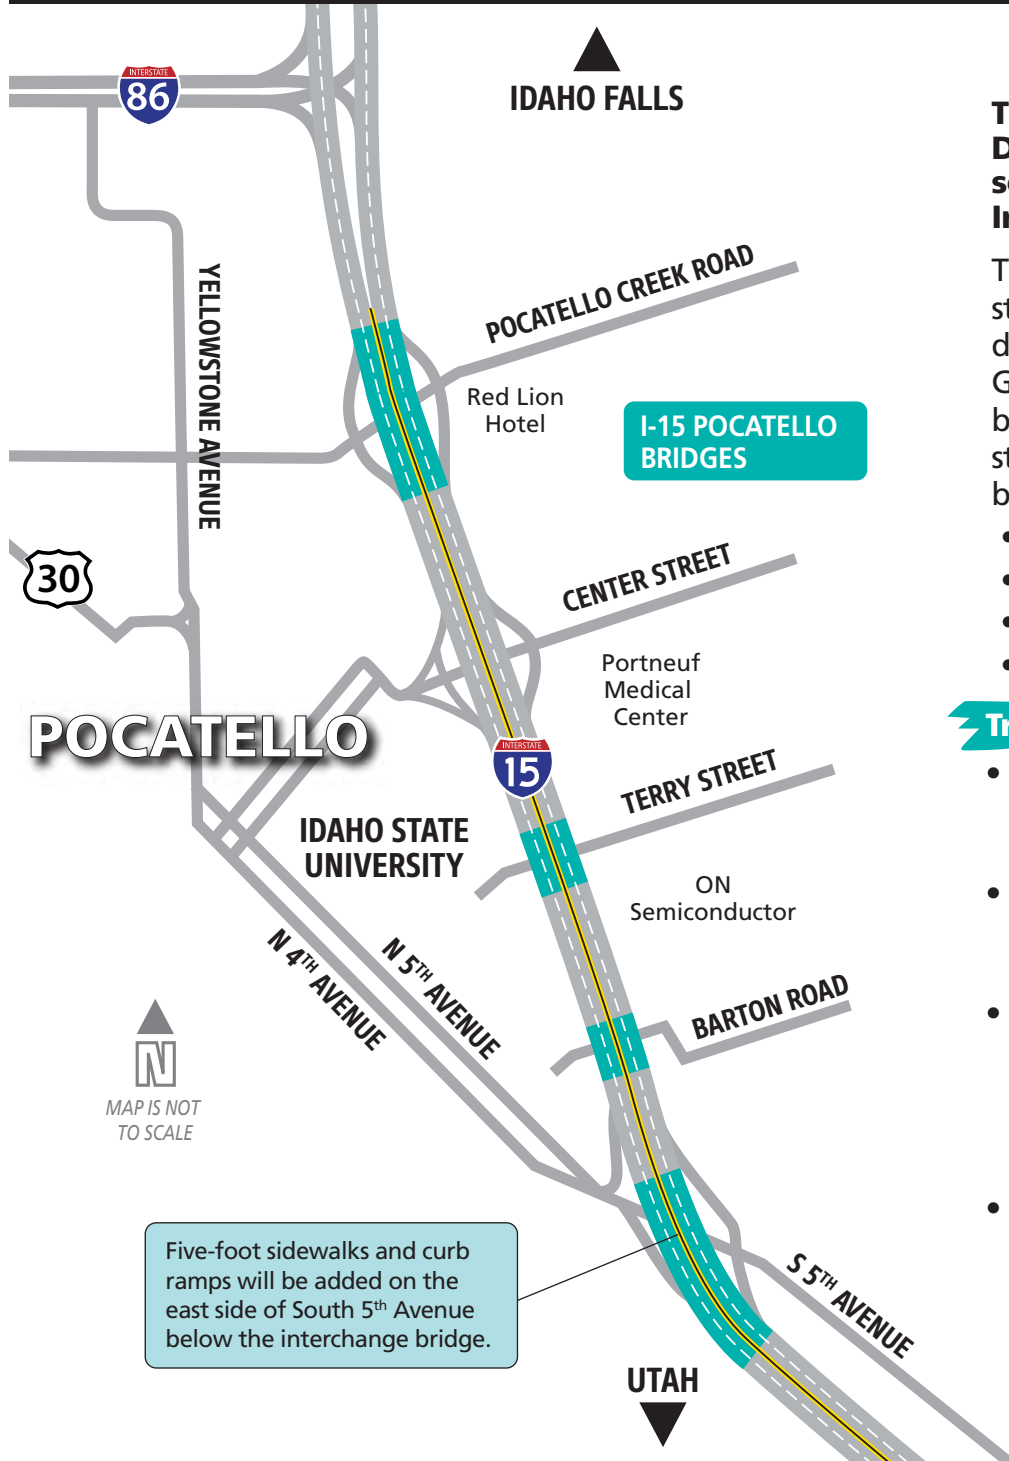 INTERSTATE
86
IDAHO FALLS
YELLOWSTONE AVENUE
POCATELLO CREEK ROAD
Red Lion
Hotel
I-15 POCATELLO
BRIDGES
30
CENTER STREET
Portneuf
Medical
Center
POCATELLO
INTERSTATE
15
TERRY STREET
IDAHO STATE
UNIVERSITY
ON
Semiconductor
N 4TH AVENUE
N 5TH AVENUE
BARTON ROAD
N
MAP IS NOT
TO SCALE
Five-foot sidewalks and curb
ramps will be added on the
east side of South 5th Avenue
below the interchange bridge.
S 5TH AVENUE
UTAH